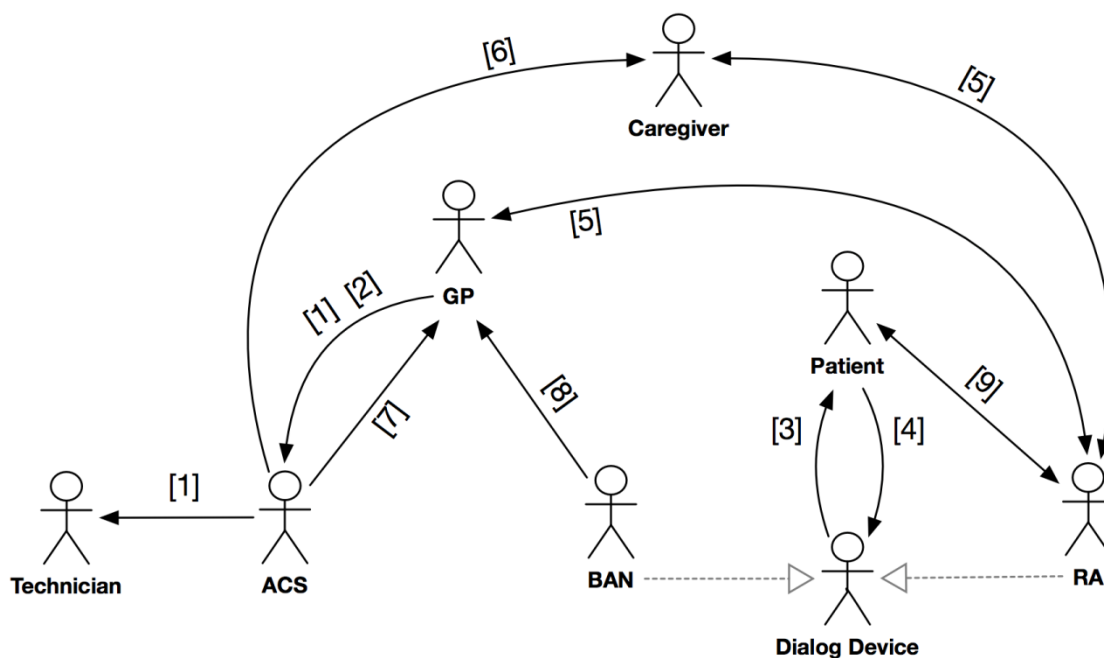 [6]
[5]
Caregiver
[5]
[1] [2]
GP
Patient
[9]
[8]
[7]
[3]
[4]
[1]
Technician
ACS
BAN
RA
Dialog Device